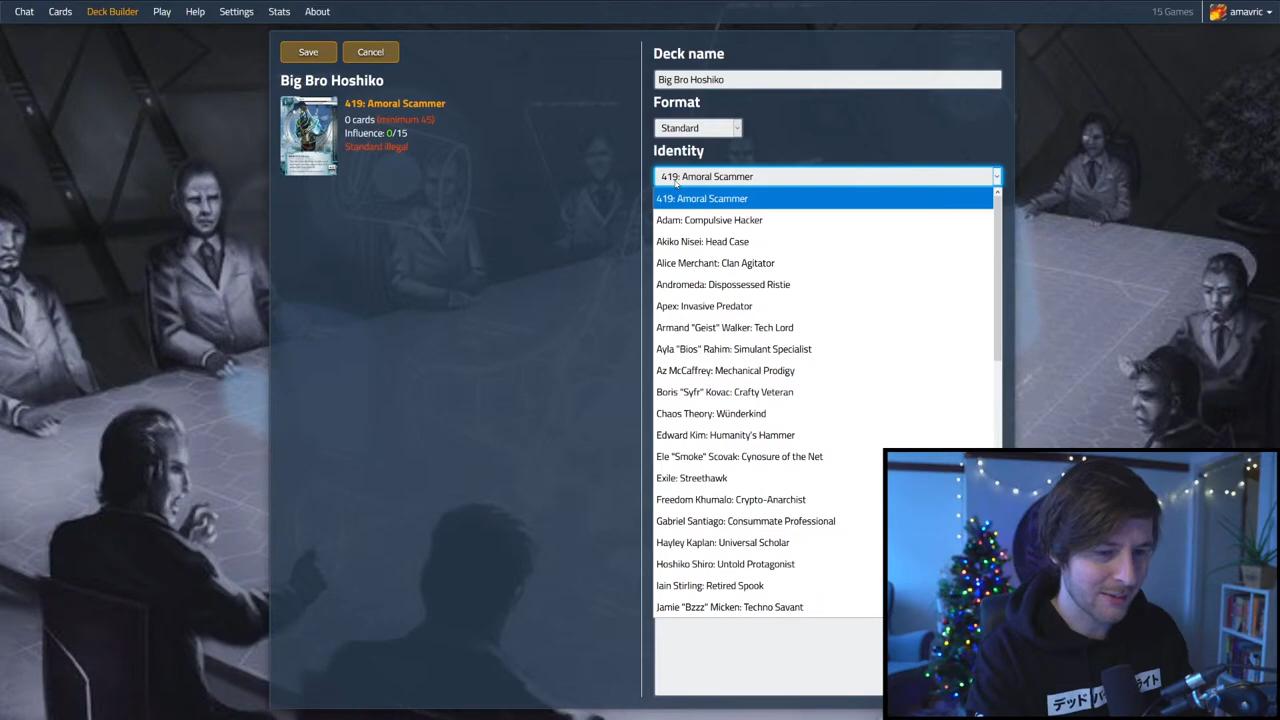 Chat Cards Deck Builder Play Help Settings Stats About 15 Games amavric
Save Cancel
Big Bro Hoshiko
419: Amoral Scammer
0 cards (minimum 45)
Influence: 0/15
Standard illegal
Deck name
Big Bro Hoshiko
Format
Standard
Identity
419: Amoral Scammer
419: Amoral Scammer
Adam: Compulsive Hacker
Akiko Nisei: Head Case
Alice Merchant: Clan Agitator
Andromeda: Dispossessed Ristie
Apex: Invasive Predator
Armand "Geist" Walker: Tech Lord
Ayla "Bios" Rahim: Simulant Specialist
Az McCaffrey: Mechanical Prodigy
Boris "Syfr" Kovac: Crafty Veteran
Chaos Theory: Wünderkind
Edward Kim: Humanity's Hammer
Ele "Smoke" Scovak: Cynosure of the Net
Exile: Streethawk
Freedom Khumalo: Crypto-Anarchist
Gabriel Santiago: Consummate Professional
Hayley Kaplan: Universal Scholar
Hoshiko Shiro: Untold Protagonist
Iain Stirling: Retired Spook
Jamie "Bzzz" Micken: Techno Savant